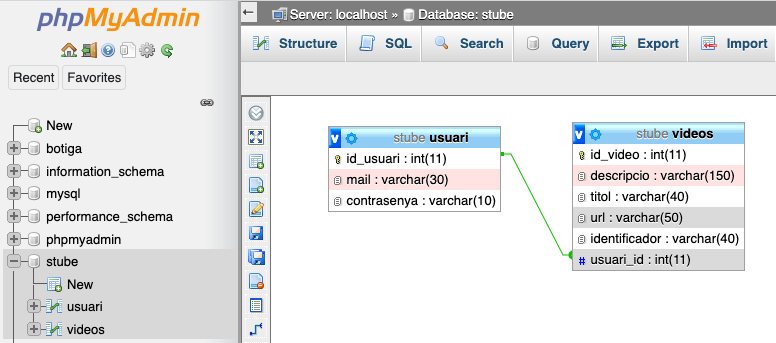 phpMyAdmin
Recent Favorites
New
botiga
information_schema
mysql
performance_schema
phpmyadmin
stube
New
usuari
videos
Server: localhost » Database: stube
Structure SQL Search Query Export Import
v stube usuari
id_usuari : int(11)
mail : varchar(30)
contrasenya : varchar(10)
v stube videos
id_video : int(11)
descripcio : varchar(150)
titol : varchar(40)
url : varchar(50)
identificador : varchar(40)
# usuari_id : int(11)